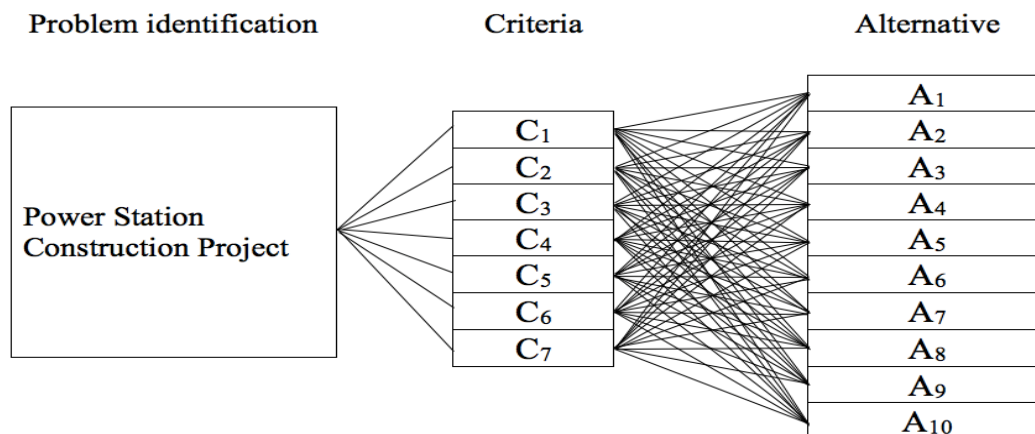 Problem identification
Criteria
Alternative
Power Station
Construction Project
C₁
C₂
C₃
C₄
C₅
C₆
C₇
A₁
A₂
A₃
A₄
A₅
A₆
A₇
A₈
A₉
A₁₀